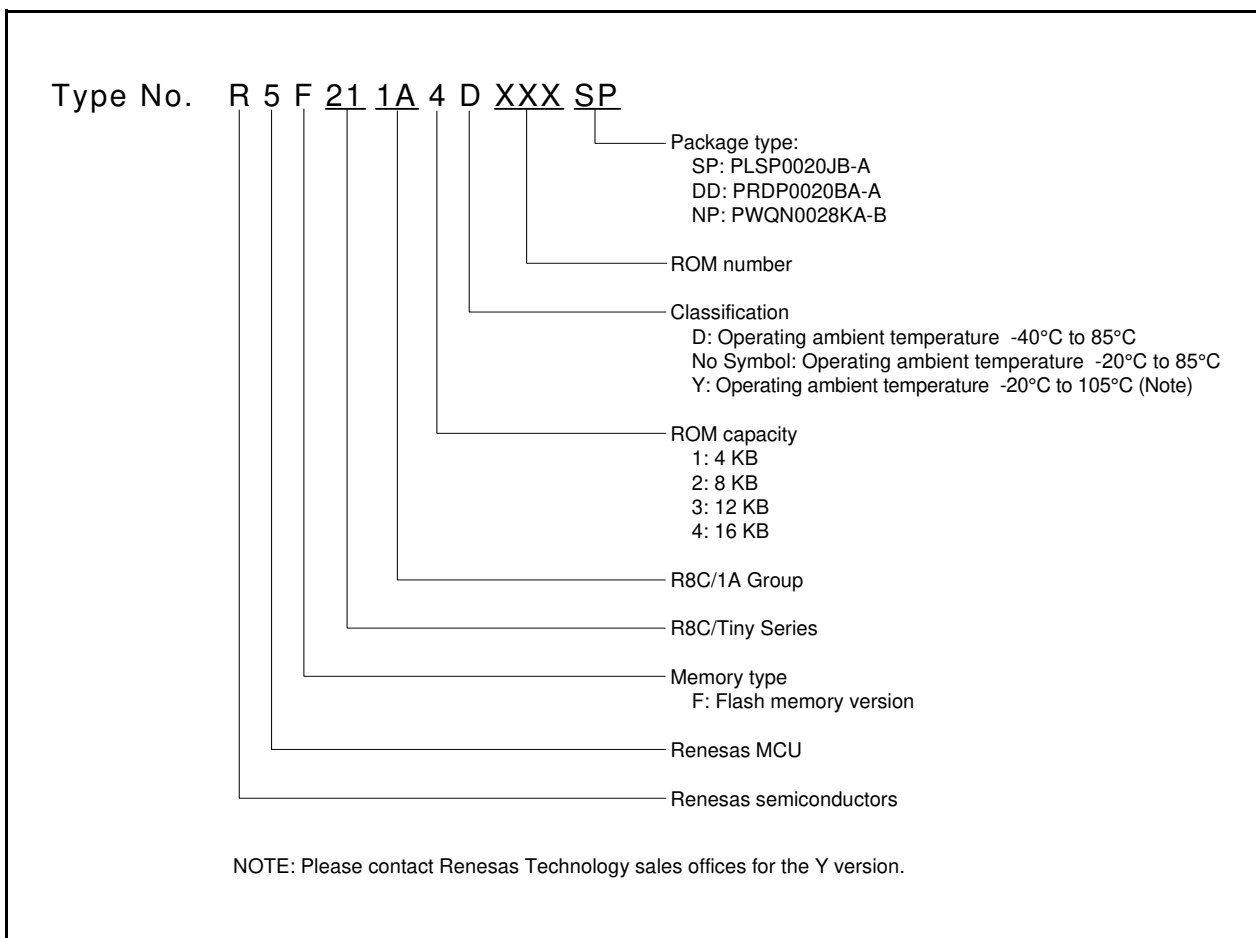 Type No. R 5 F 21 1A 4 D XXX SP
Package type:
SP: PLSP0020JB-A
DD: PRDP0020BA-A
NP: PWQN0028KA-B
ROM number
Classification
D: Operating ambient temperature -40°C to 85°C
No Symbol: Operating ambient temperature -20°C to 85°C
Y: Operating ambient temperature -20°C to 105°C (Note)
ROM capacity
1: 4 KB
2: 8 KB
3: 12 KB
4: 16 KB
R8C/1A Group
R8C/Tiny Series
Memory type
F: Flash memory version
Renesas MCU
Renesas semiconductors
NOTE: Please contact Renesas Technology sales offices for the Y version.